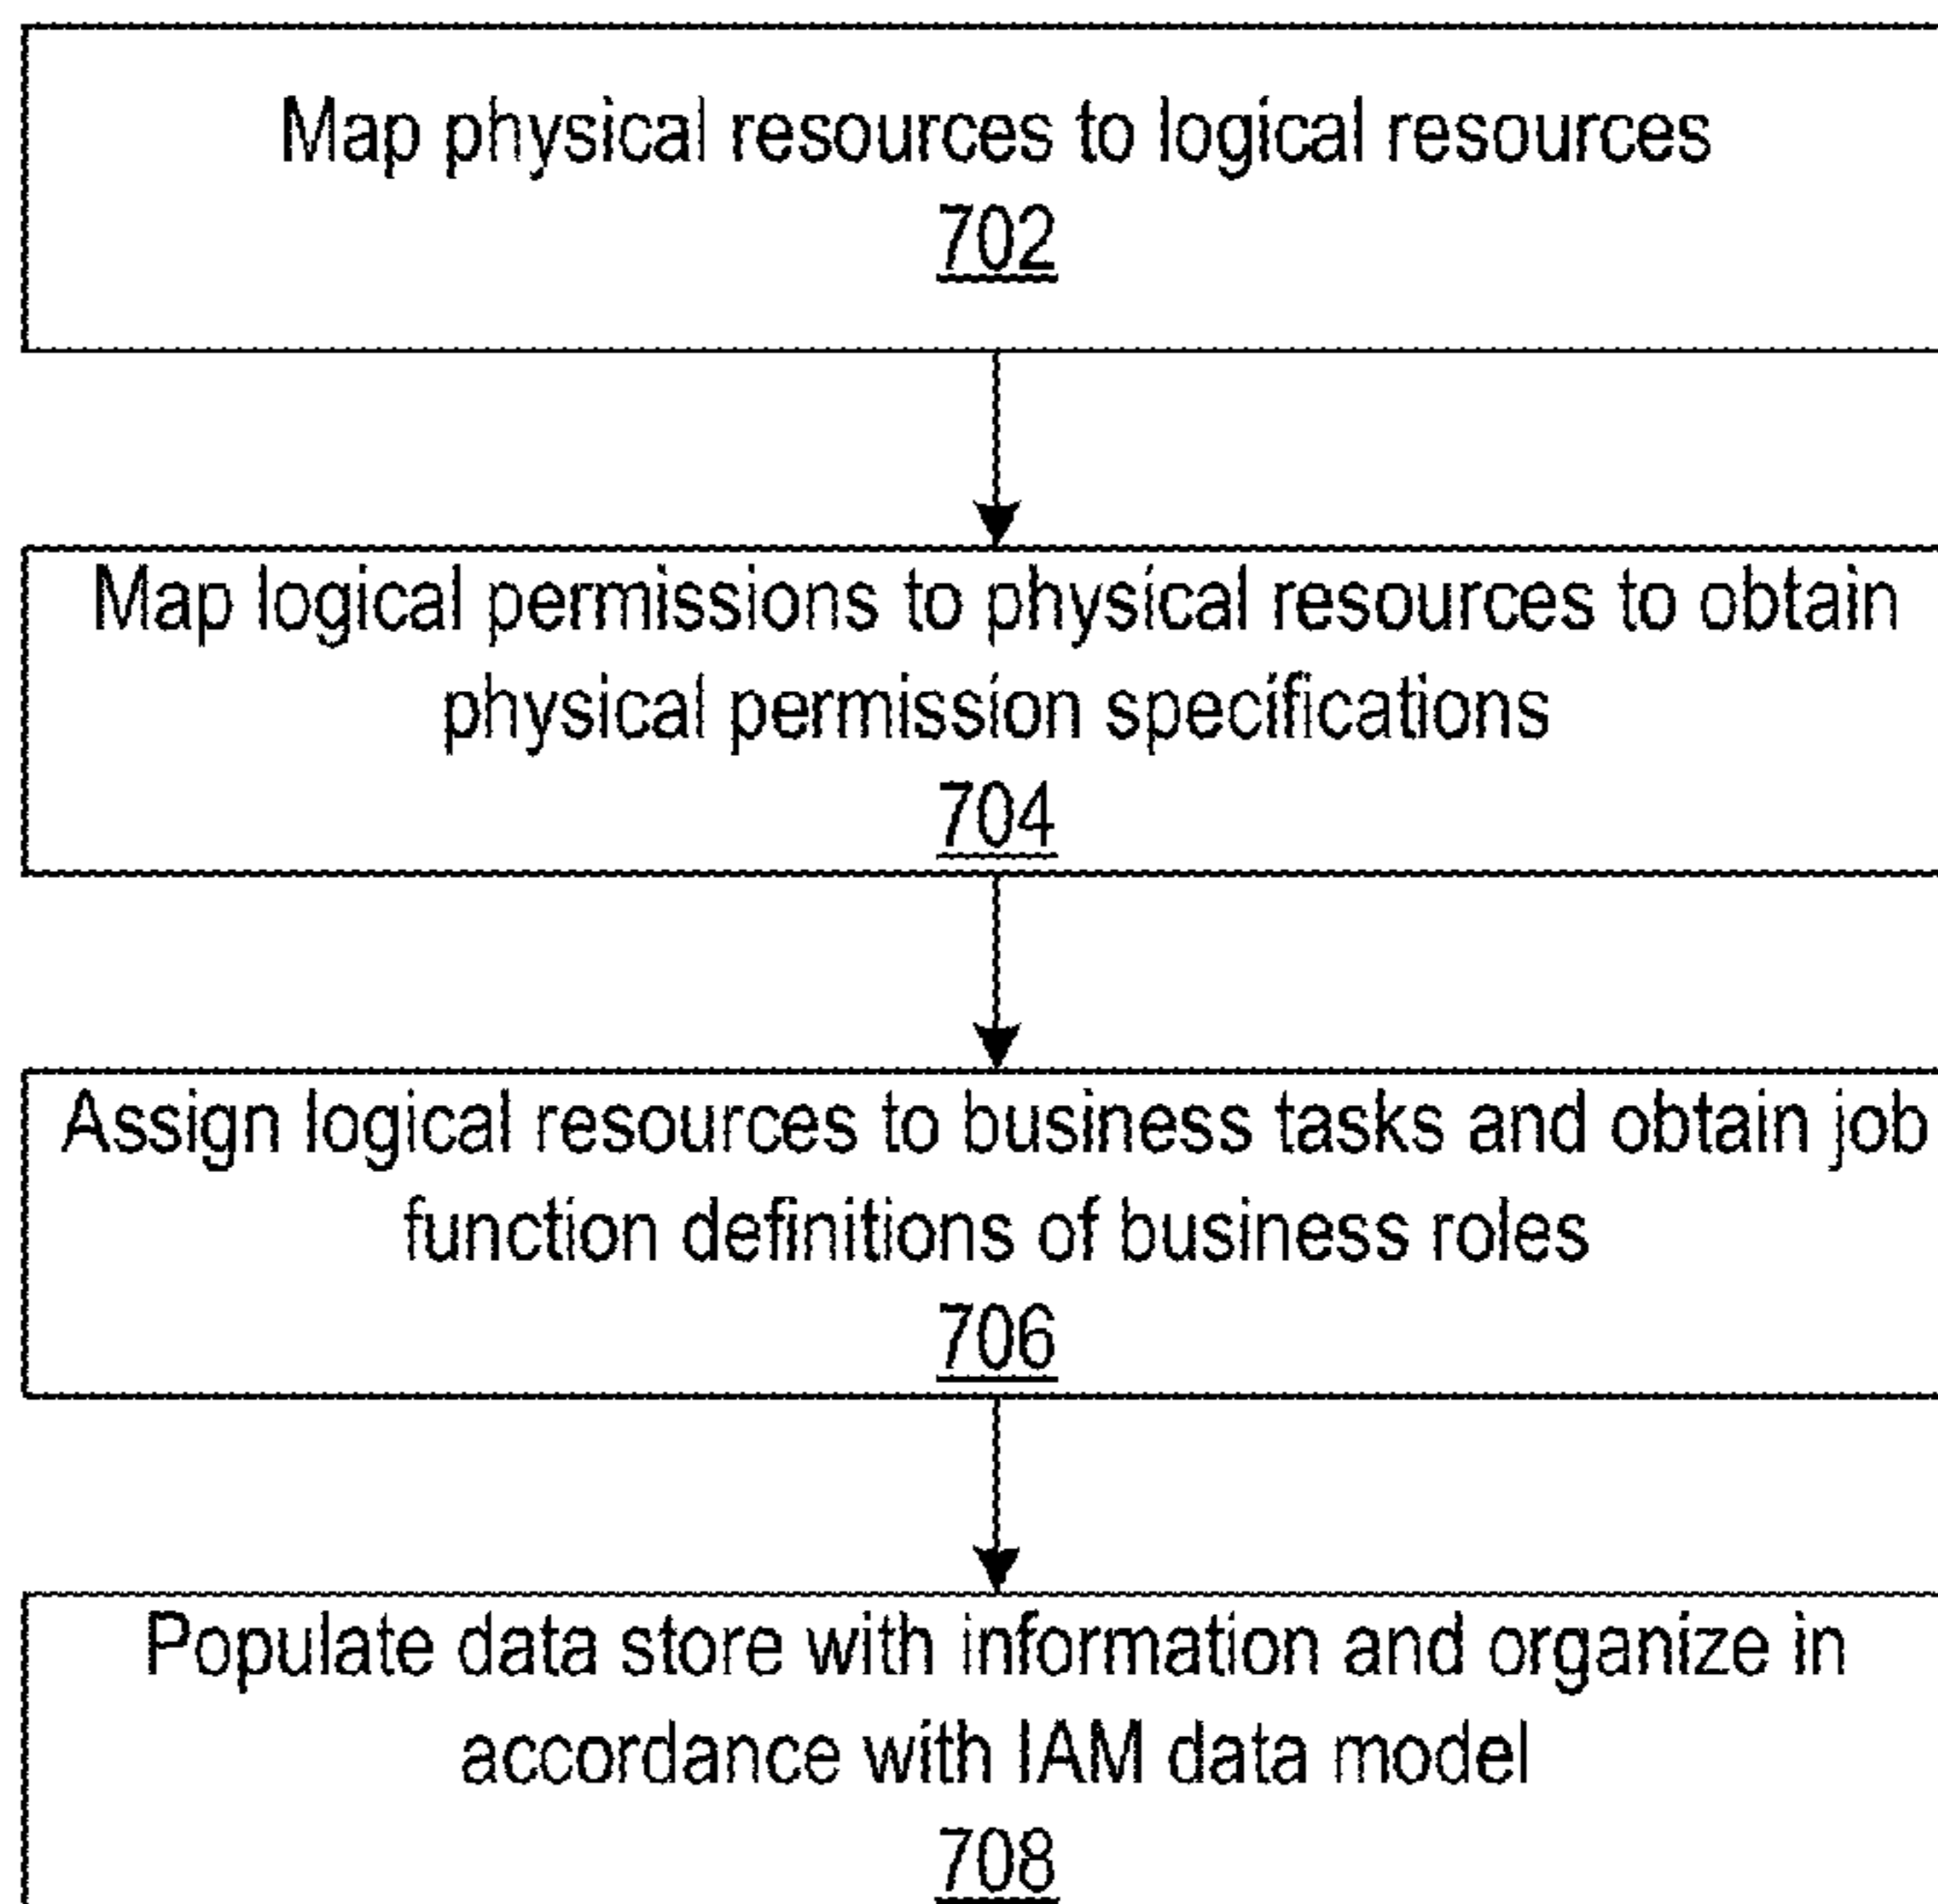 Map physical resources to logical resources
702
Map logical permissions to physical resources to obtain
physical permission specifications
704
Assign logical resources to business tasks and obtain job
function definitions of business roles
706
Populate data store with information and organize in
accordance with IAM data model
708